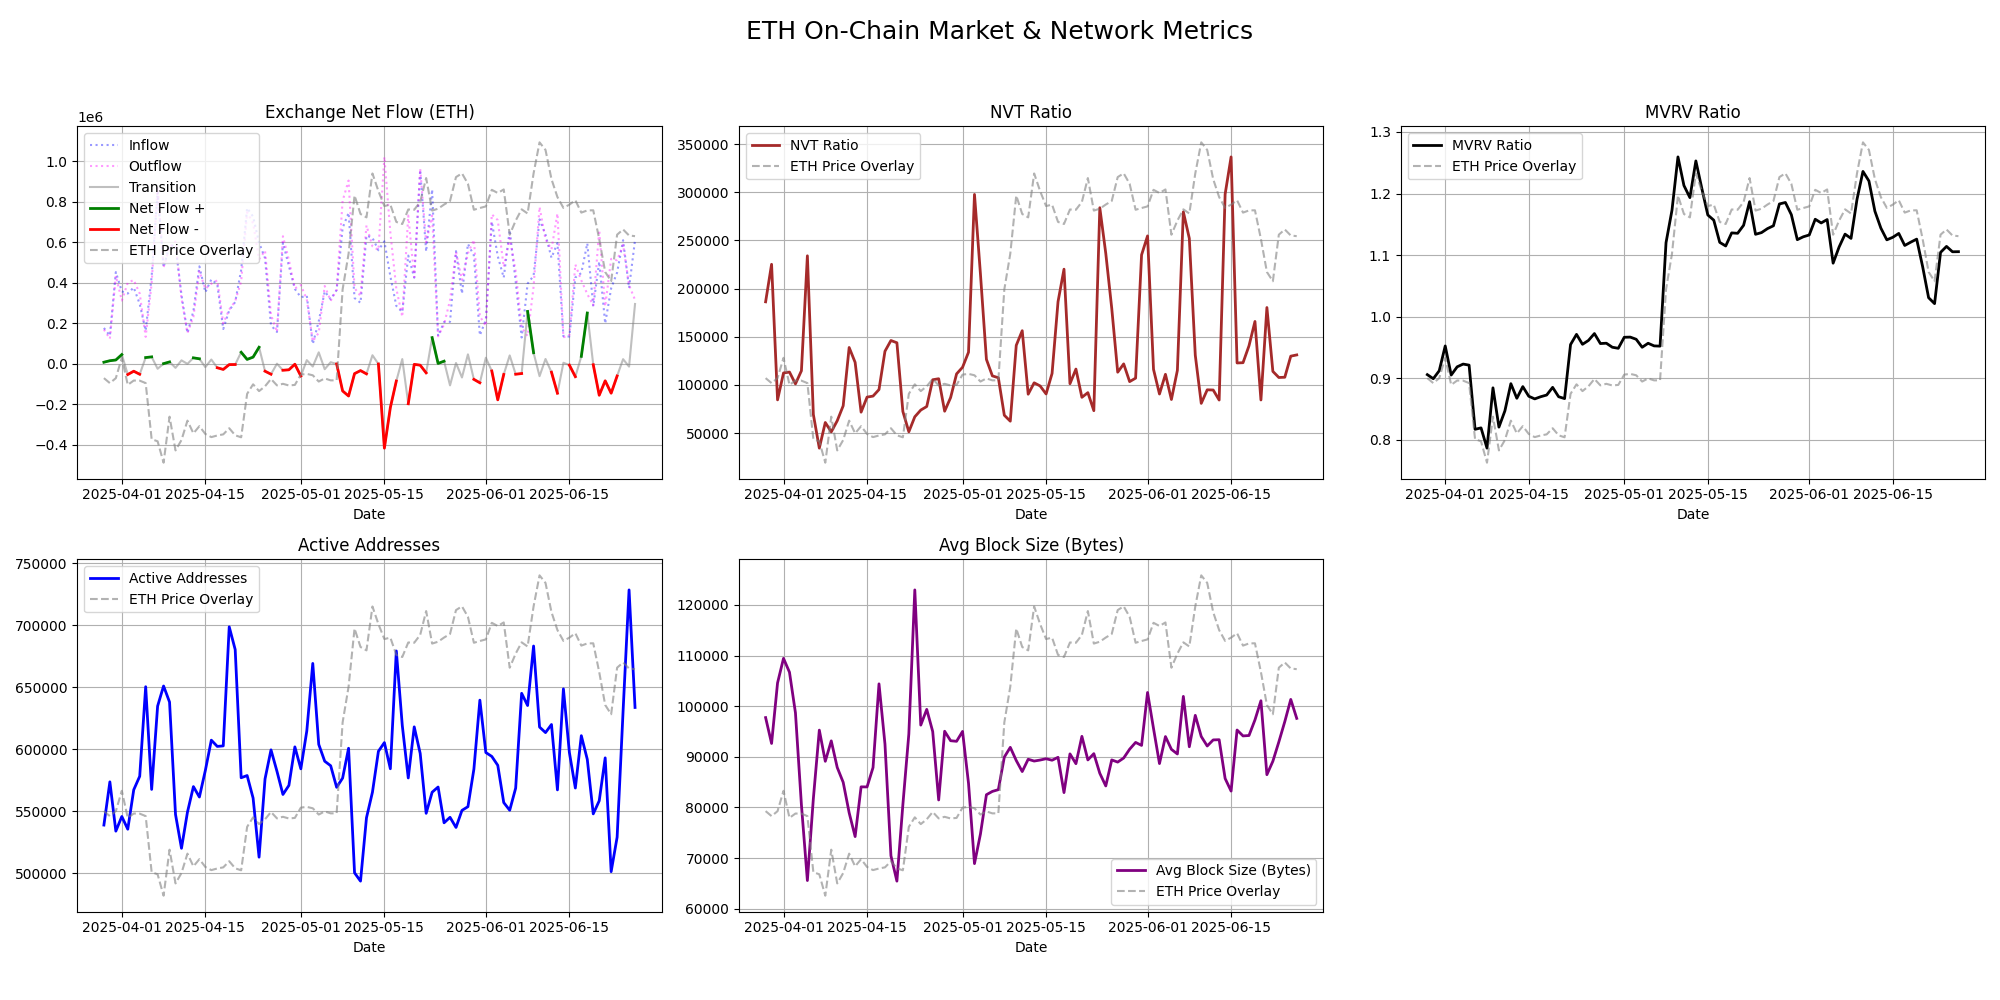 ETH On-Chain Market & Network Metrics
Exchange Net Flow (ETH)
1e6
Inflow
Outflow
Transition
Net Flow +
Net Flow -
ETH Price Overlay
1.0
0.8
0.6
0.4
0.2
0.0
−0.2
−0.4
2025-04-01 2025-04-15 2025-05-01 2025-05-15 2025-06-01 2025-06-15
Date
NVT Ratio
NVT Ratio
ETH Price Overlay
350000
300000
250000
200000
150000
100000
50000
2025-04-01 2025-04-15 2025-05-01 2025-05-15 2025-06-01 2025-06-15
Date
MVRV Ratio
MVRV Ratio
ETH Price Overlay
1.3
1.2
1.1
1.0
0.9
0.8
2025-04-01 2025-04-15 2025-05-01 2025-05-15 2025-06-01 2025-06-15
Date
Active Addresses
Active Addresses
ETH Price Overlay
750000
700000
650000
600000
550000
500000
2025-04-01 2025-04-15 2025-05-01 2025-05-15 2025-06-01 2025-06-15
Date
Avg Block Size (Bytes)
120000
110000
100000
90000
80000
70000
60000
Avg Block Size (Bytes)
ETH Price Overlay
2025-04-01 2025-04-15 2025-05-01 2025-05-15 2025-06-01 2025-06-15
Date